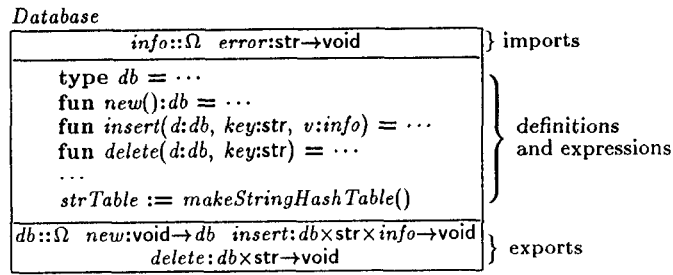 Database
info::Ω error:str→void } imports
type db = ···
fun new():db = ···
fun insert(d:db, key:str, v:info) = ···
fun delete(d:db, key:str) = ···
definitions
and expressions
···
strTable := makeStringHashTable()
db::Ω new:void→db insert:db×str×info→void
delete:db×str→void
} exports